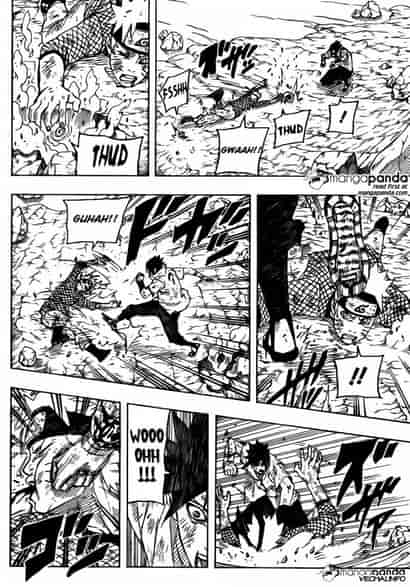 THUD
FSSHH
GWAAH!!
THUD
!
mangapanda
read first at
mangapanda.com
GUHAH!!
!!
WOOO
OHH
!!!
mangapanda
VECHAI.INFO